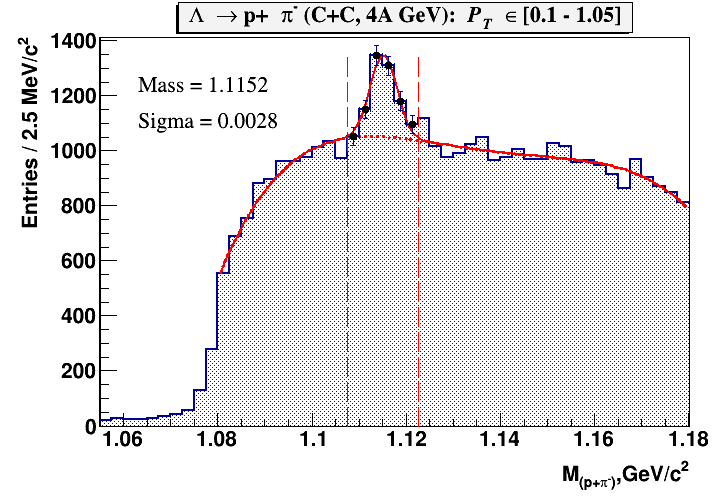 Λ → p+ π⁻ (C+C, 4A GeV): P_T ∈ [0.1 - 1.05]
Entries / 2.5 MeV/c²
1400
1200
1000
800
600
400
200
0
Mass = 1.1152
Sigma = 0.0028
1.06 1.08 1.1 1.12 1.14 1.16 1.18
M_(p+π⁻),GeV/c²